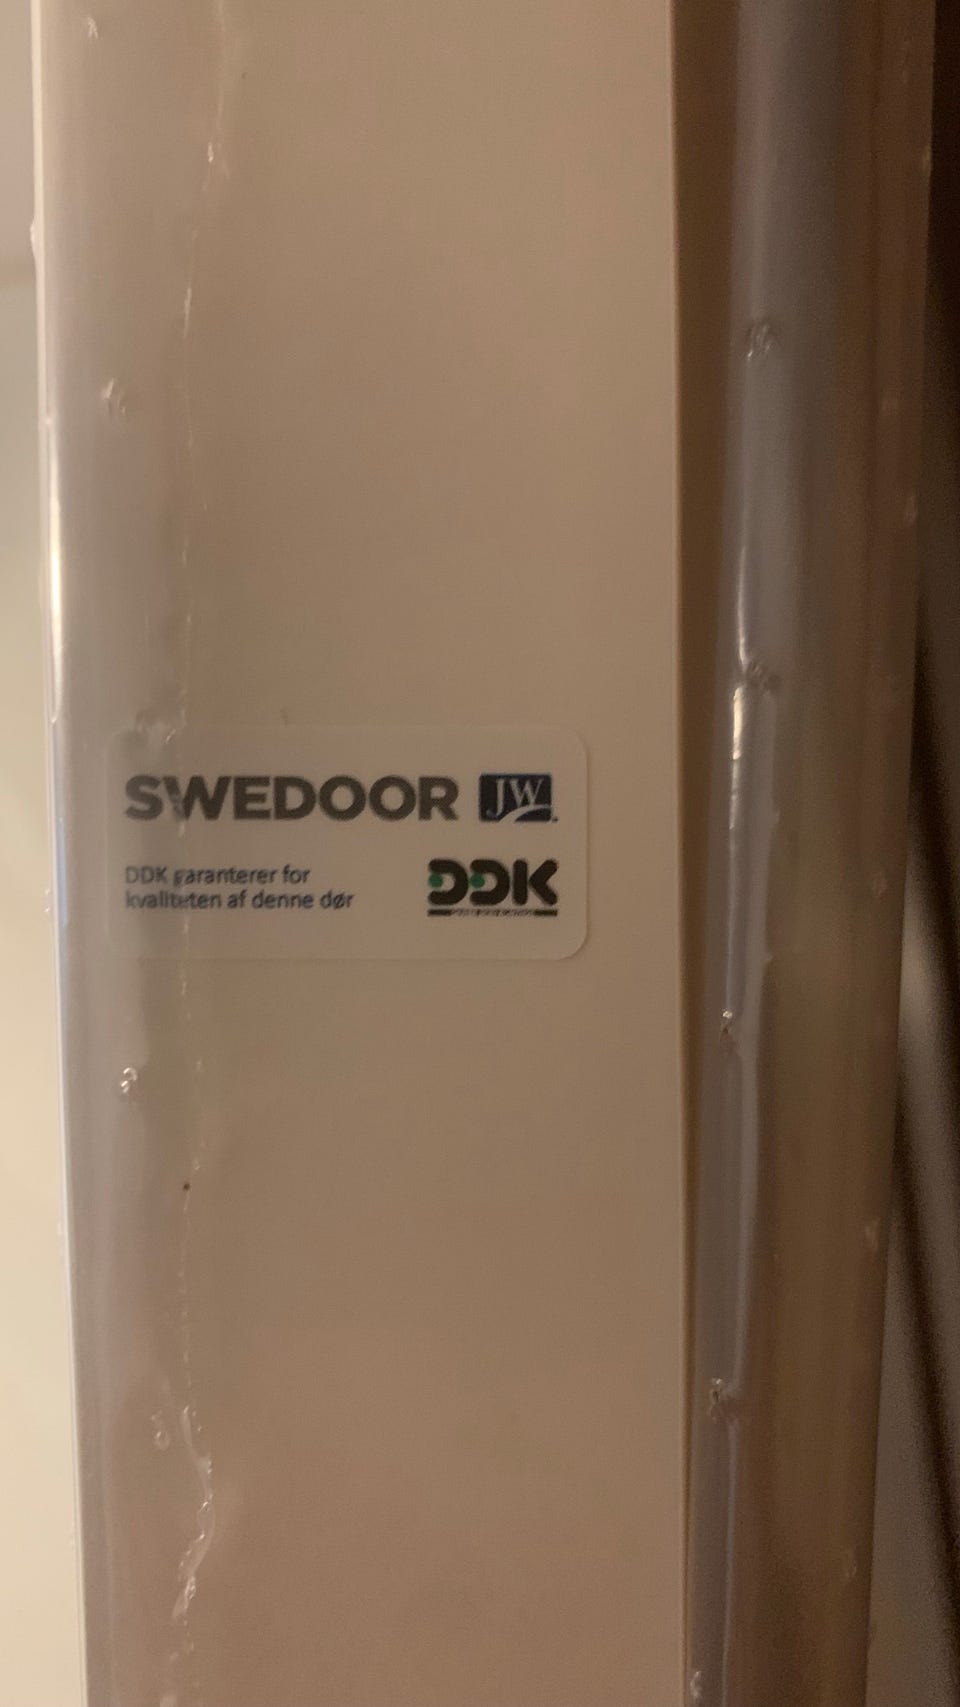 SWEDOOR JW
DDK garanterer for
kvaliteten af denne dør
DDK